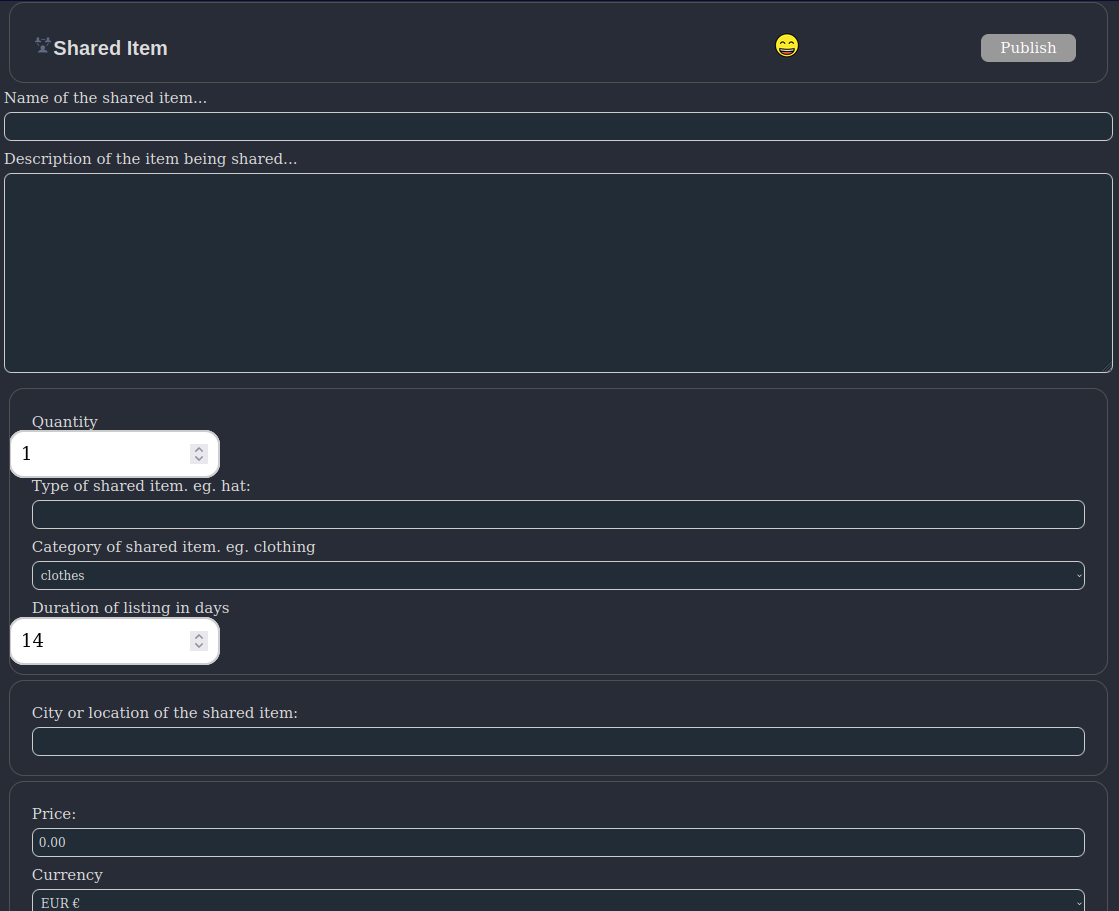 Shared Item
Publish
Name of the shared item...
Description of the item being shared...
Quantity
1
Type of shared item. eg. hat:
Category of shared item. eg. clothing
clothes
Duration of listing in days
14
City or location of the shared item:
Price:
0.00
Currency
EUR €